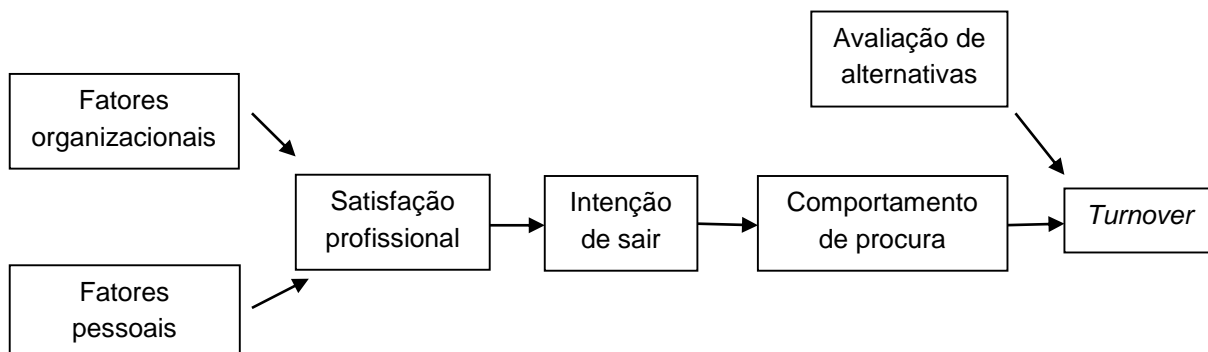 Avaliação de
alternativas
Fatores
organizacionais
Satisfação
profissional
Intenção
de sair
Comportamento
de procura
Turnover
Fatores
pessoais